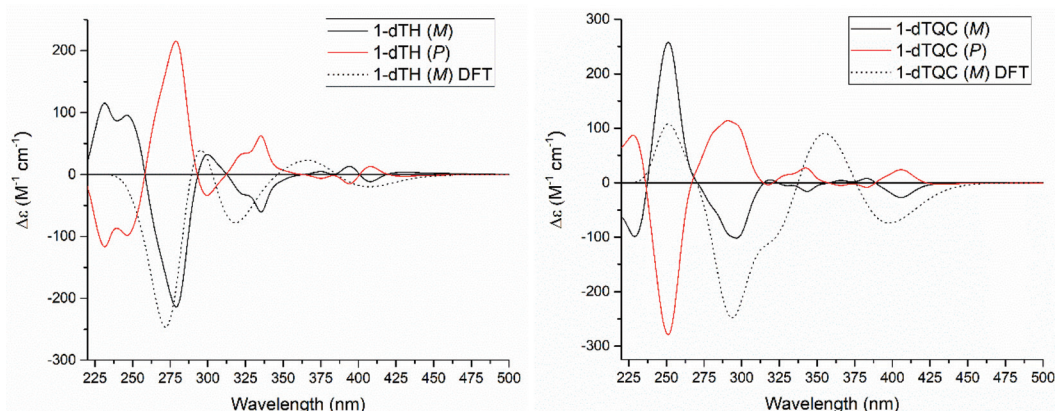 1-dTH (M)
1-dTH (P)
1-dTH (M) DFT
200
100
0
-100
-200
-300
Δε (M⁻¹ cm⁻¹)
225 250 275 300 325 350 375 400 425 450 475 500
Wavelength (nm)
1-dTQC (M)
1-dTQC (P)
1-dTQC (M) DFT
300
200
100
0
-100
-200
-300
Δε (M⁻¹ cm⁻¹)
225 250 275 300 325 350 375 400 425 450 475 500
Wavelength (nm)